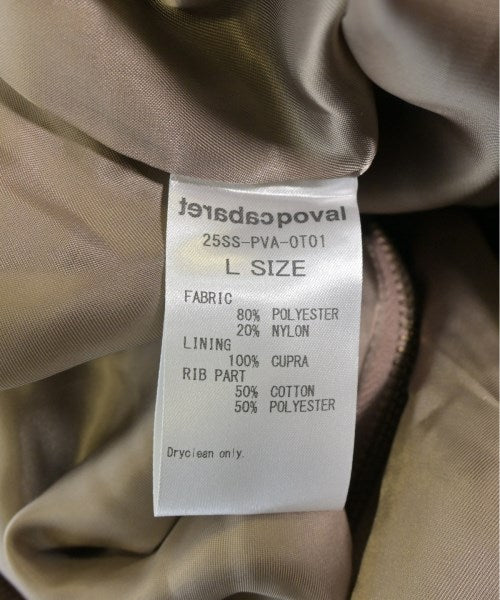 lavoqcabaret
25SS-PVA-OT01
L SIZE
FABRIC
80% POLYESTER
20% NYLON
LINING
100% CUPRA
RIB PART
50% COTTON
50% POLYESTER
Dryclean only.